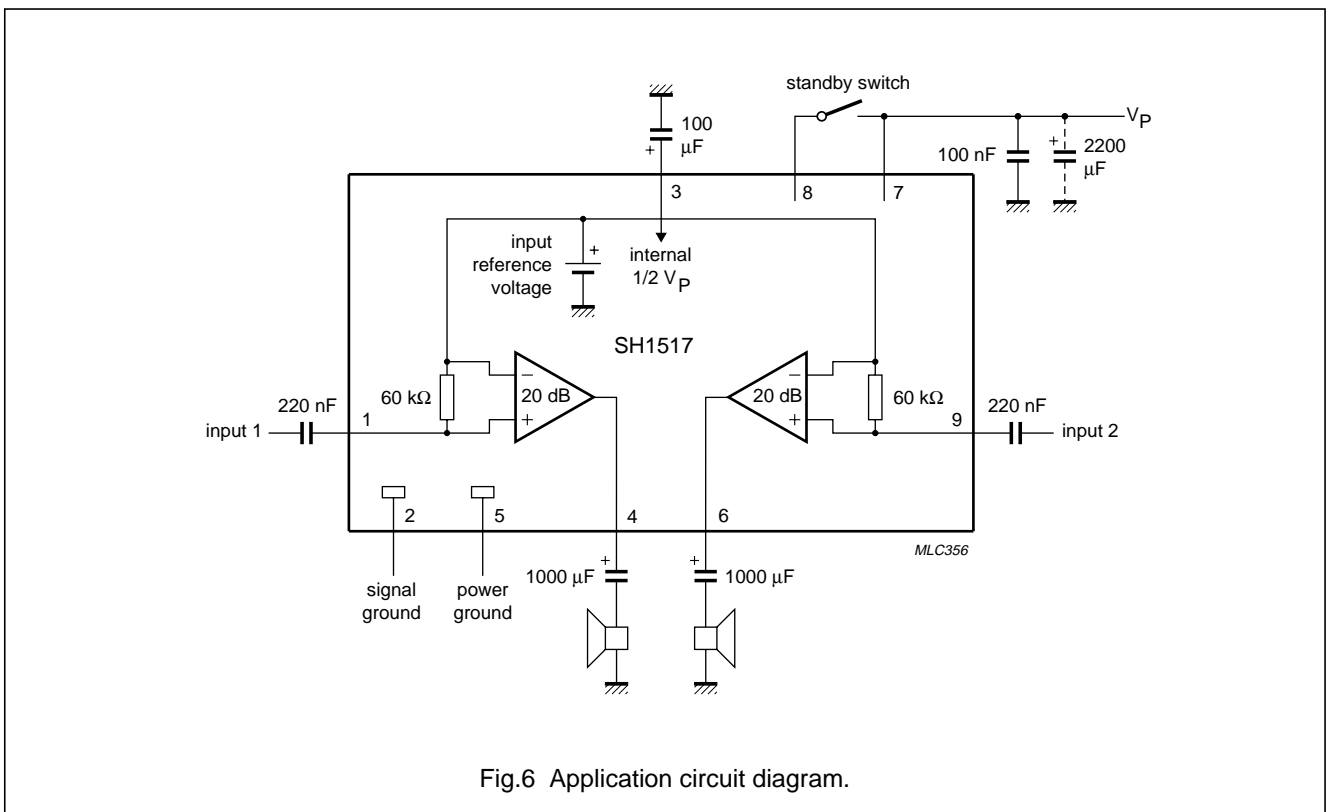 standby switch
100
µF
+
V
P
100 nF
+
2200
µF
3
8
7
input
reference
voltage
+
internal
1/2 V
P
SH1517
60 kΩ
−
20 dB
+
−
20 dB
+
60 kΩ
220 nF
1
input 1
9
220 nF
input 2
2
5
4
6
MLC356
signal
ground
power
ground
+
1000 µF
+
1000 µF
Fig.6 Application circuit diagram.